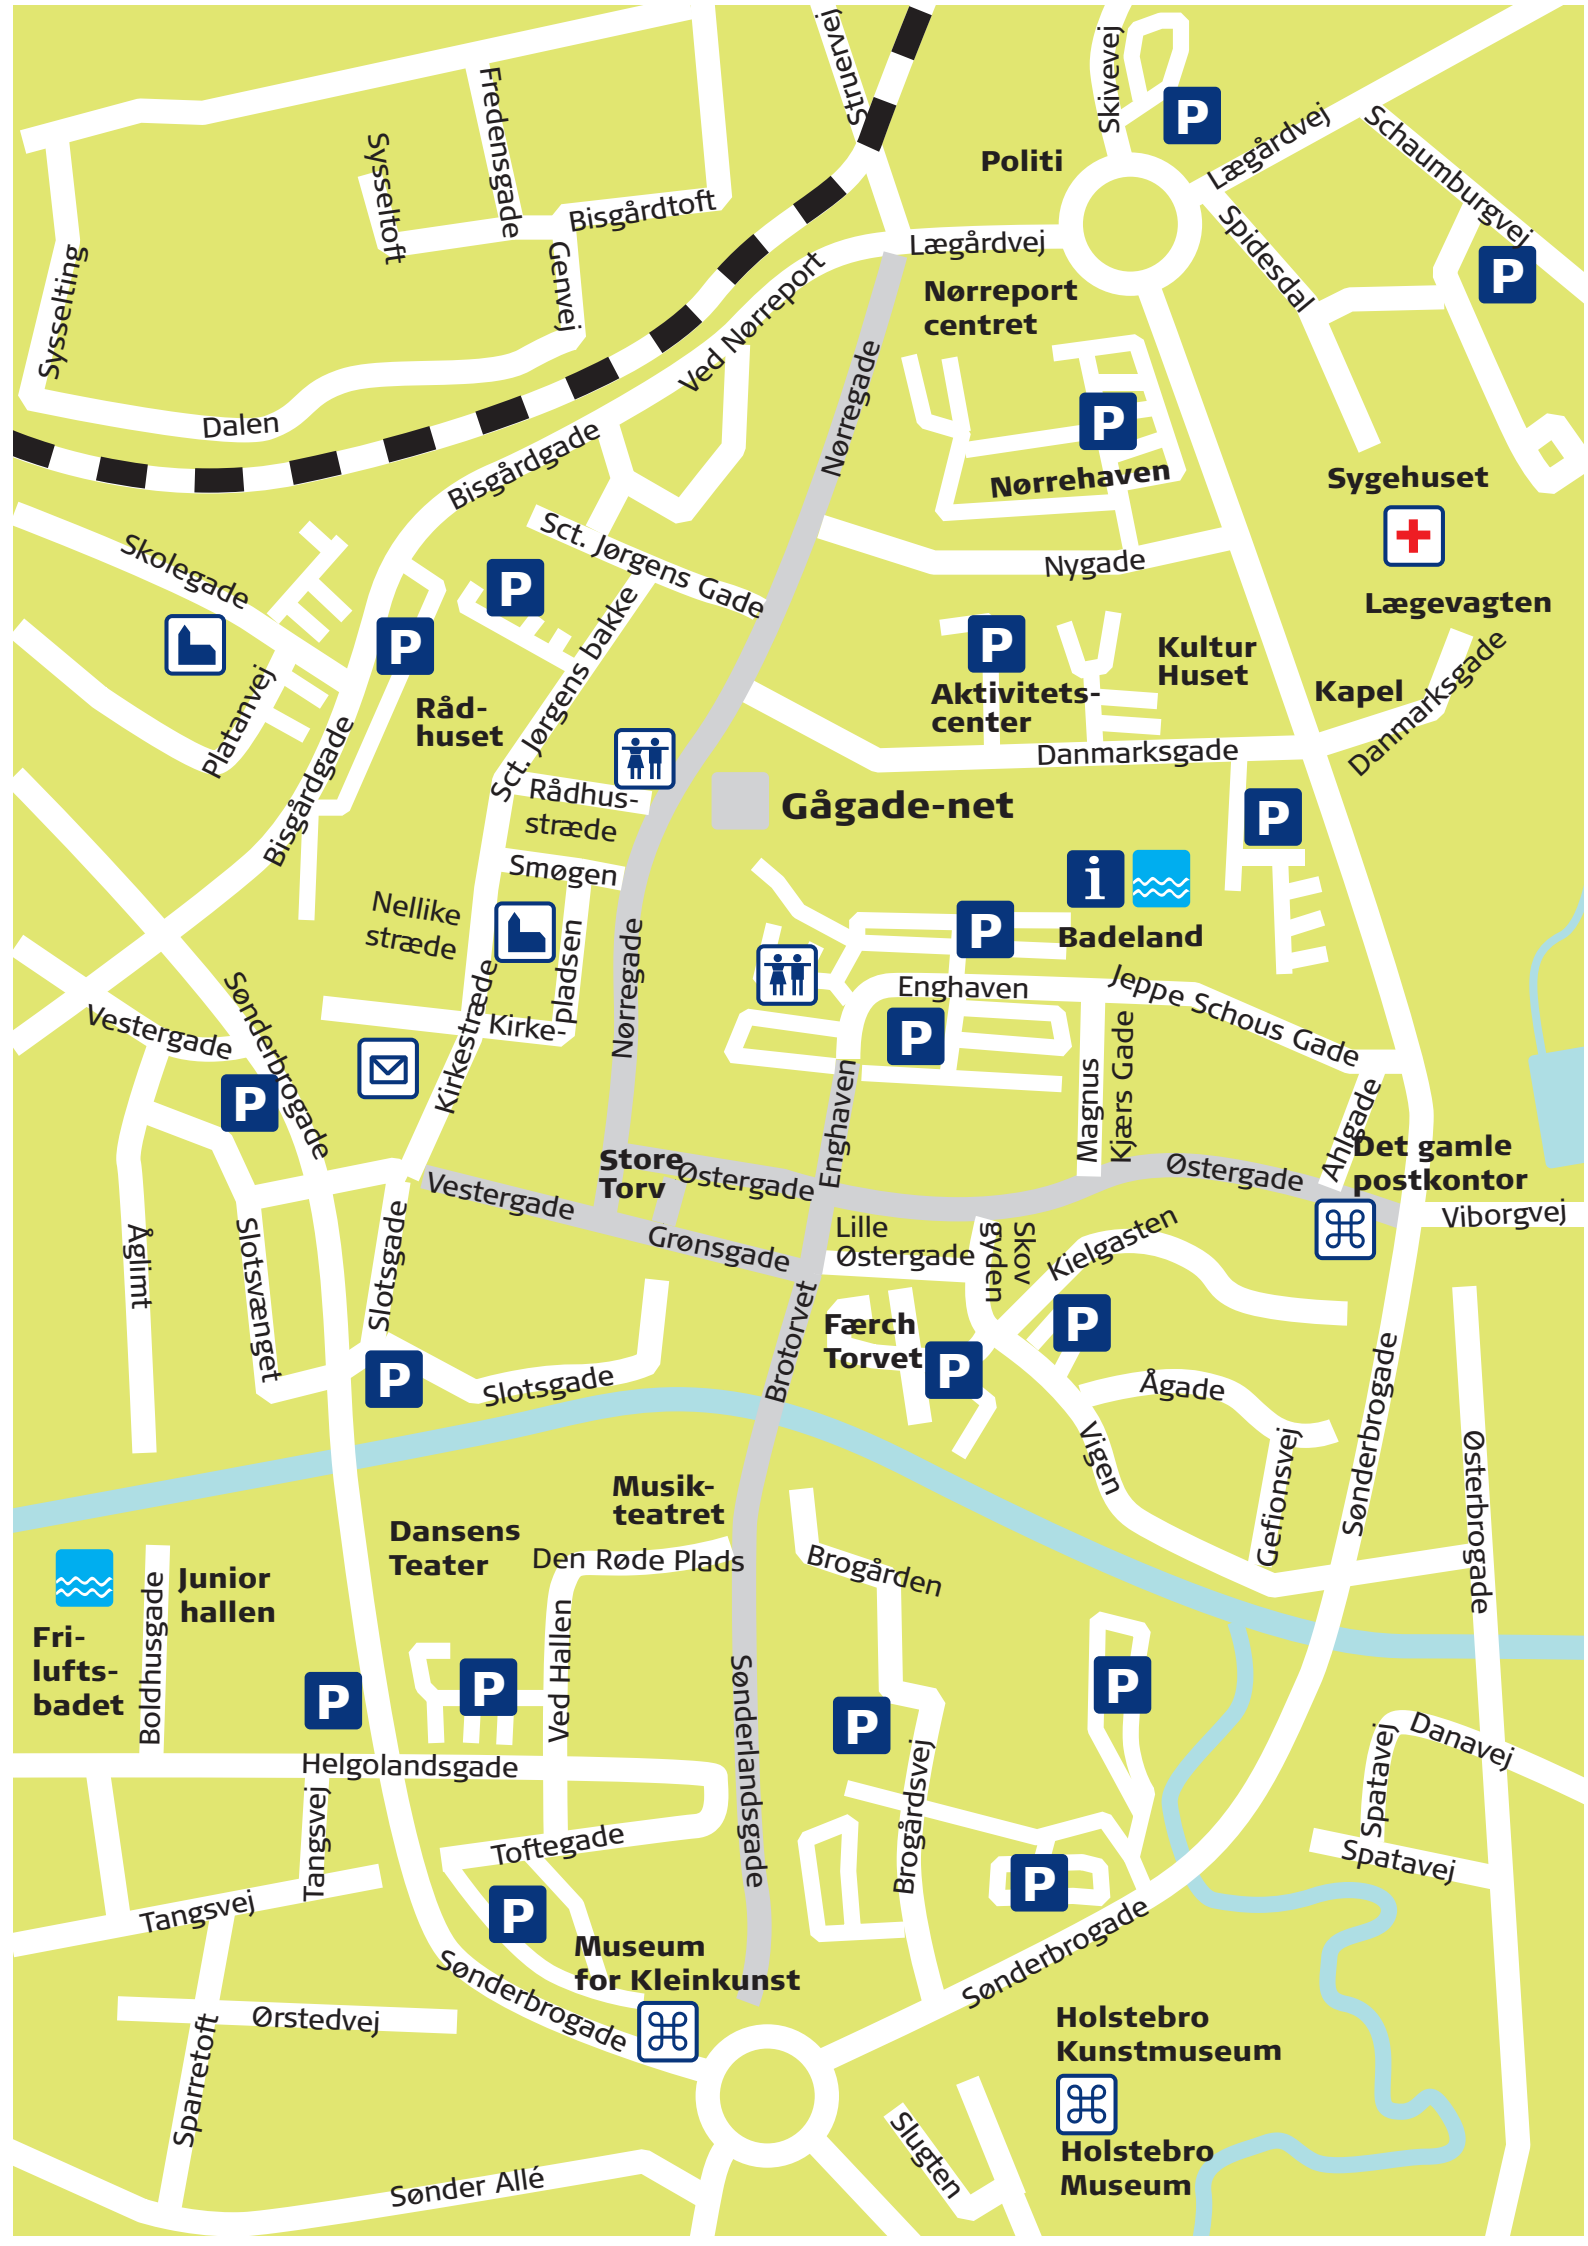 Struervej
Skivevej
P
Lægårdvej
Schaumburgvej
Fredensgade
Sysseltoft
Politi
Bisgårdtoft
Spidesdal
Lægårdvej
Genvej
Sysselting
P
Ved Nørreport
Nørreport
centret
Nørregade
Dalen
P
Bisgårdgade
Nørrehaven
Sygehuset
Sct. Jørgens Gade
Skolegade
Nygade
P
Lægevagten
P
P
Kultur
Huset
Sct. Jørgens bakke
Platanvej
Råd-
huset
Aktivitets-
center
Kapel
Danmarksgade
Danmarksgade
Bisgårdgade
Rådhus-
stræde
Gågade-net
P
Smøgen
i
Nellike
stræde
P
Badeland
pladsen
Nørregade
Enghaven
Jeppe Schous Gade
Sønderbrogade
Kirkestræde
Kirke-
Vestergade
P
Magnus
Kjærs Gade
P
Enghaven
Ahlgade
Det gamle
postkontor
Store
Torv
Østergade
Østergade
Vestergade
Viborgvej
Åglimt
Slotsvænget
Slotsgade
Grønsgade
Lille
Østergade
Skov
gyden
Kielgasten
P
Brotorvet
Færch
Torvet
P
P
Slotsgade
Ågade
Sønderbrogade
Vigen
Gefionsvej
Østerbrogade
Musik-
teatret
Dansens
Teater
Den Røde Plads
Brogården
Junior
hallen
Boldhusgade
Fri-
lufts-
badet
Ved Hallen
P
P
P
Sønderlandsgade
P
Brogårdsvej
Spatavej
Danavej
Helgolandsgade
Tangsvej
Toftegade
Spatavej
P
P
Tangsvej
Sønderbrogade
Museum
for Kleinkunst
Sønderbrogade
Ørstedvej
Holstebro
Kunstmuseum
Sparretoft
Slugten
Holstebro
Museum
Sønder Allé